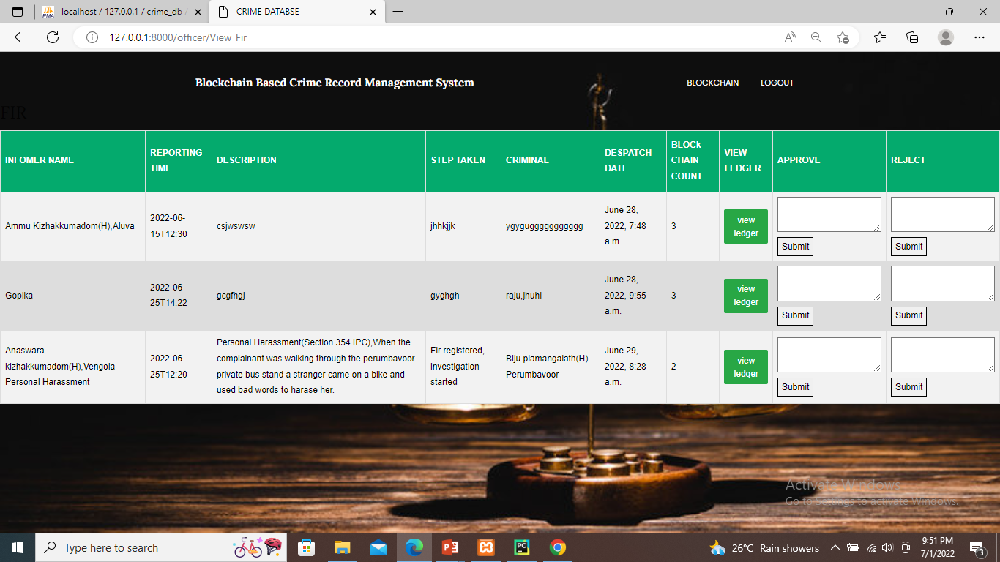 localhost / 127.0.0.1 / crime_db /
CRIME DATABSE
127.0.0.1:8000/officer/View_Fir
Blockchain Based Crime Record Management System
BLOCKCHAIN
LOGOUT
FIR
INFOMER NAME
REPORTING
TIME
DESCRIPTION
STEP TAKEN
CRIMINAL
DESPATCH
DATE
BLOCk
CHAIN
COUNT
VIEW
LEDGER
APPROVE
REJECT
Ammu Kizhakkumadom(H),Aluva
2022-06-
15T12:30
csjwswsw
jhhkjjk
ygyguggggggggggg
June 28,
2022, 7:48
a.m.
3
view
ledger
Submit
Submit
Gopika
2022-06-
25T14:22
gcgfhgj
gyghgh
raju,jhuhi
June 28,
2022, 9:55
a.m.
3
view
ledger
Submit
Submit
Anaswara
kizhakkumadom(H),Vengola
Personal Harassment
2022-06-
25T12:20
Personal Harassment(Section 354 IPC),When the
complainant was walking through the perumbavoor
private bus stand a stranger came on a bike and
used bad words to harase her.
Fir registered,
investigation
started
Biju plamangalath(H)
Perumbavoor
June 29,
2022, 8:28
a.m.
2
view
ledger
Submit
Submit
Activate Windows
Go to settings to activate Windows.
Type here to search
26°C Rain showers
9:51 PM
7/1/2022
3